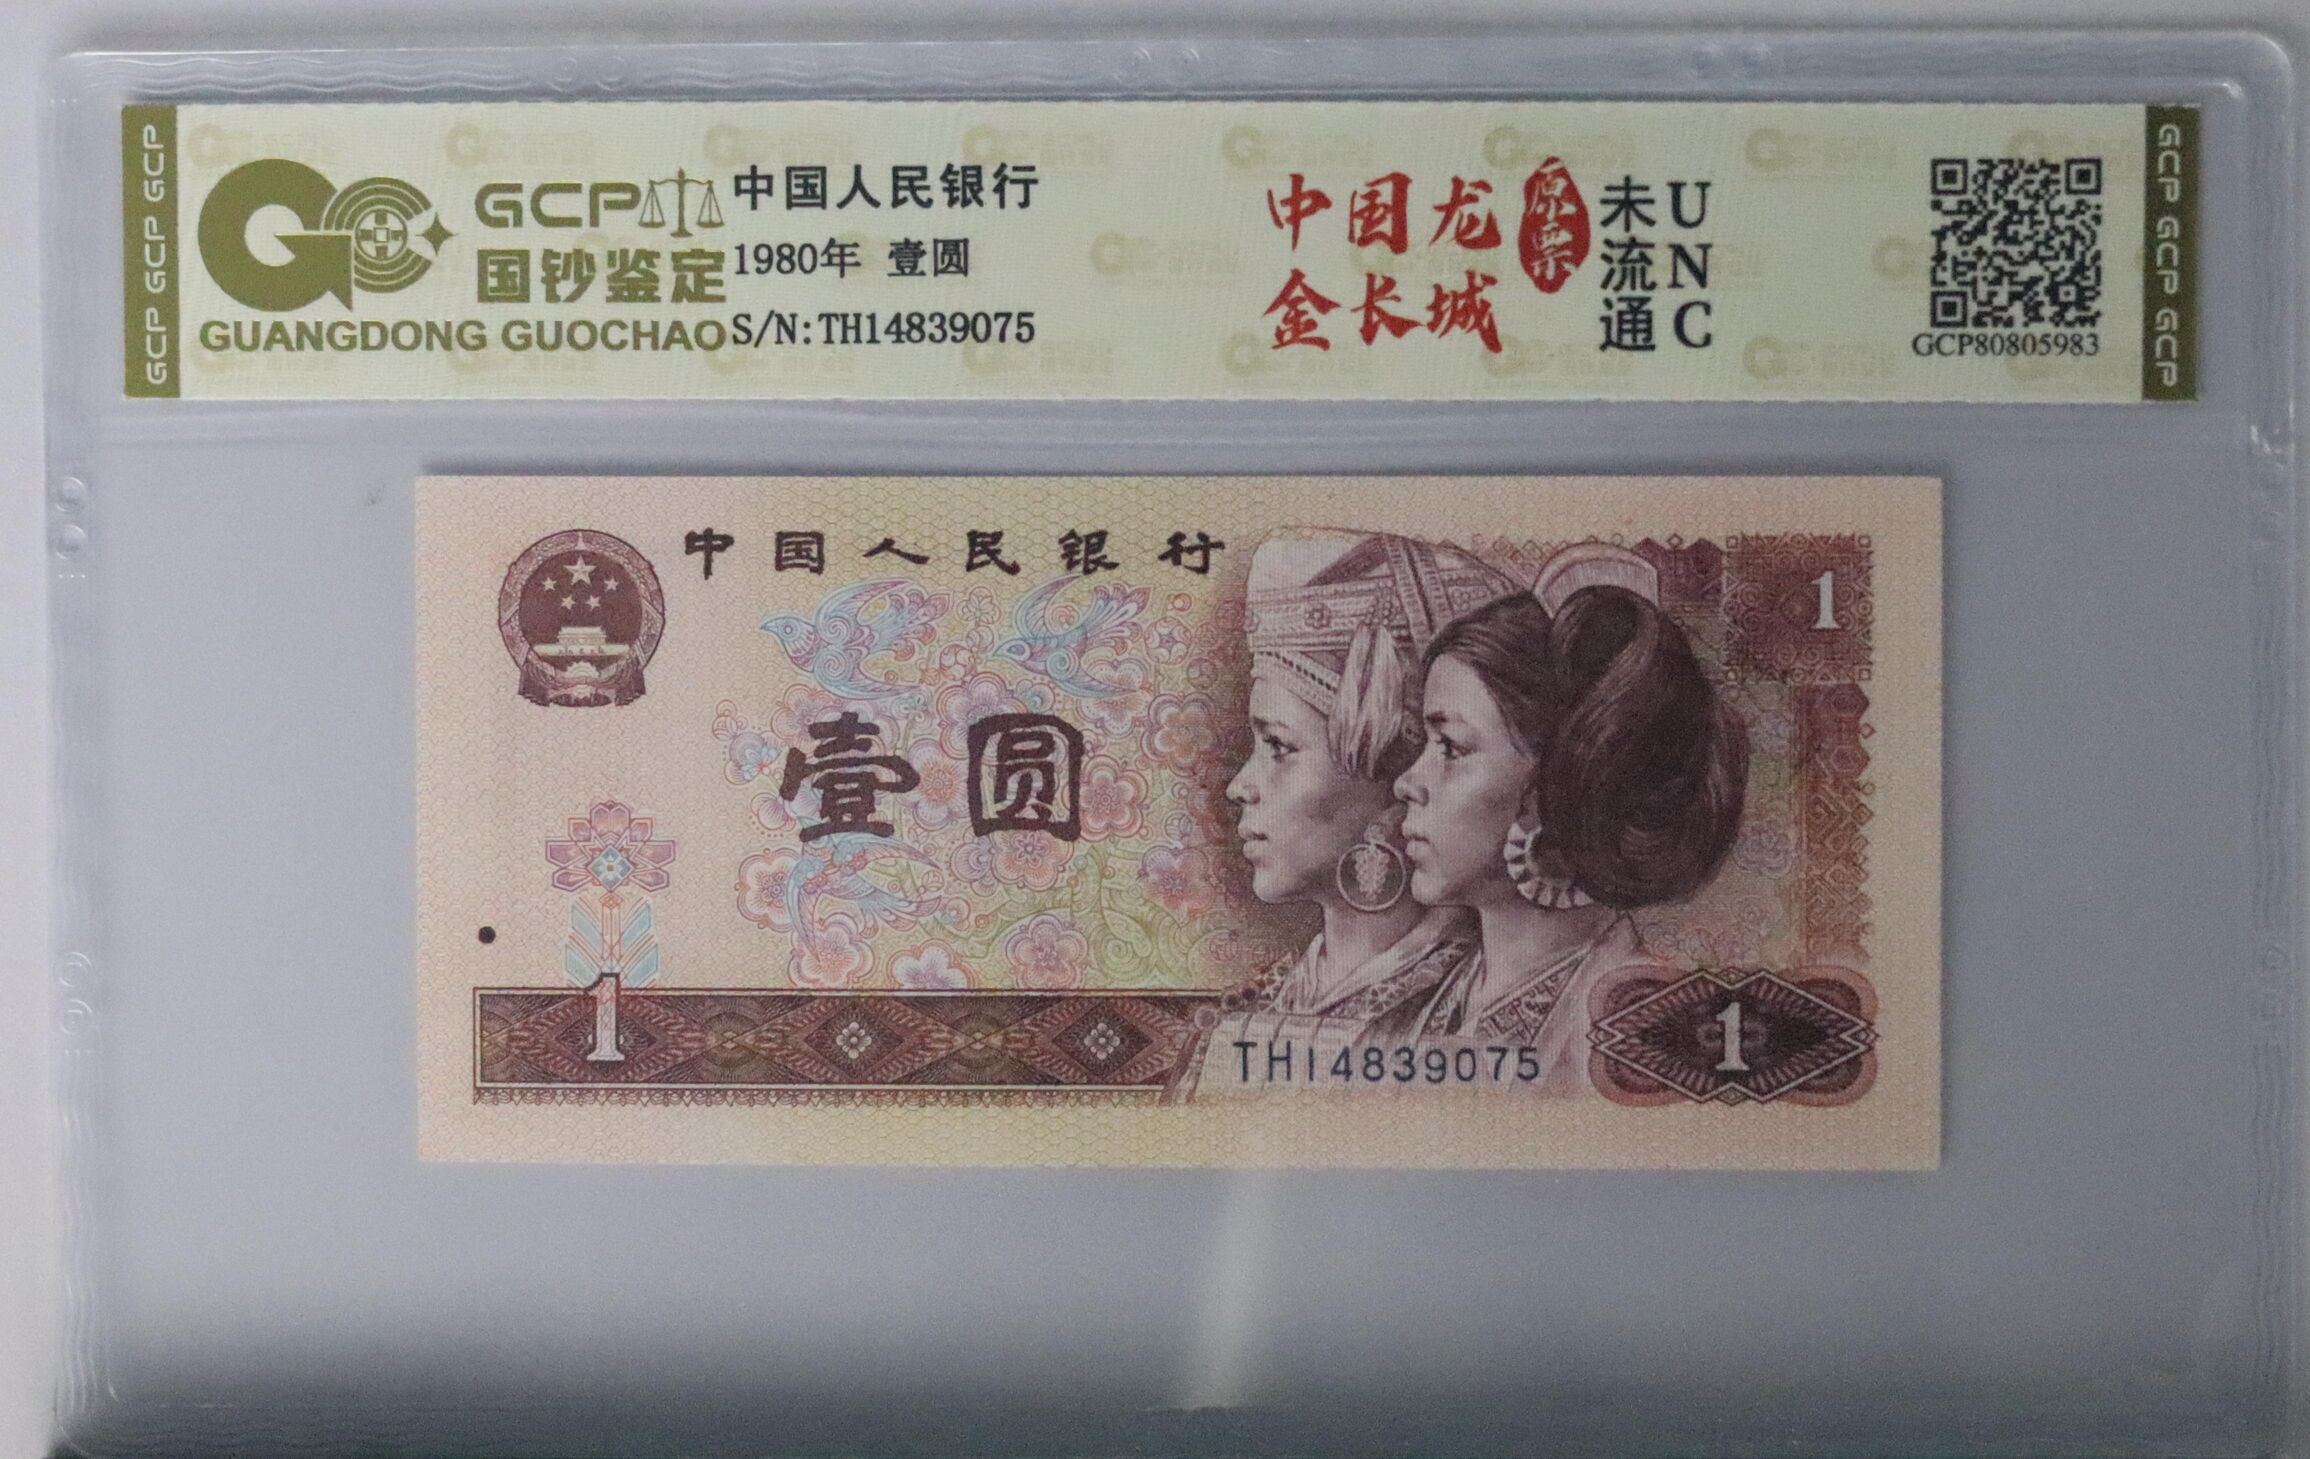 GCP GCP GCP
GCP
国钞鉴定
GUANGDONG GUOCHAO
中国人民银行
1980年 壹圆
S/N:TH14839075
中国龙
金长城
原票
未流通
UNC
GCP80805983
GCP GCP GCP
中国人民银行
1
壹圆
1
TH14839075
1